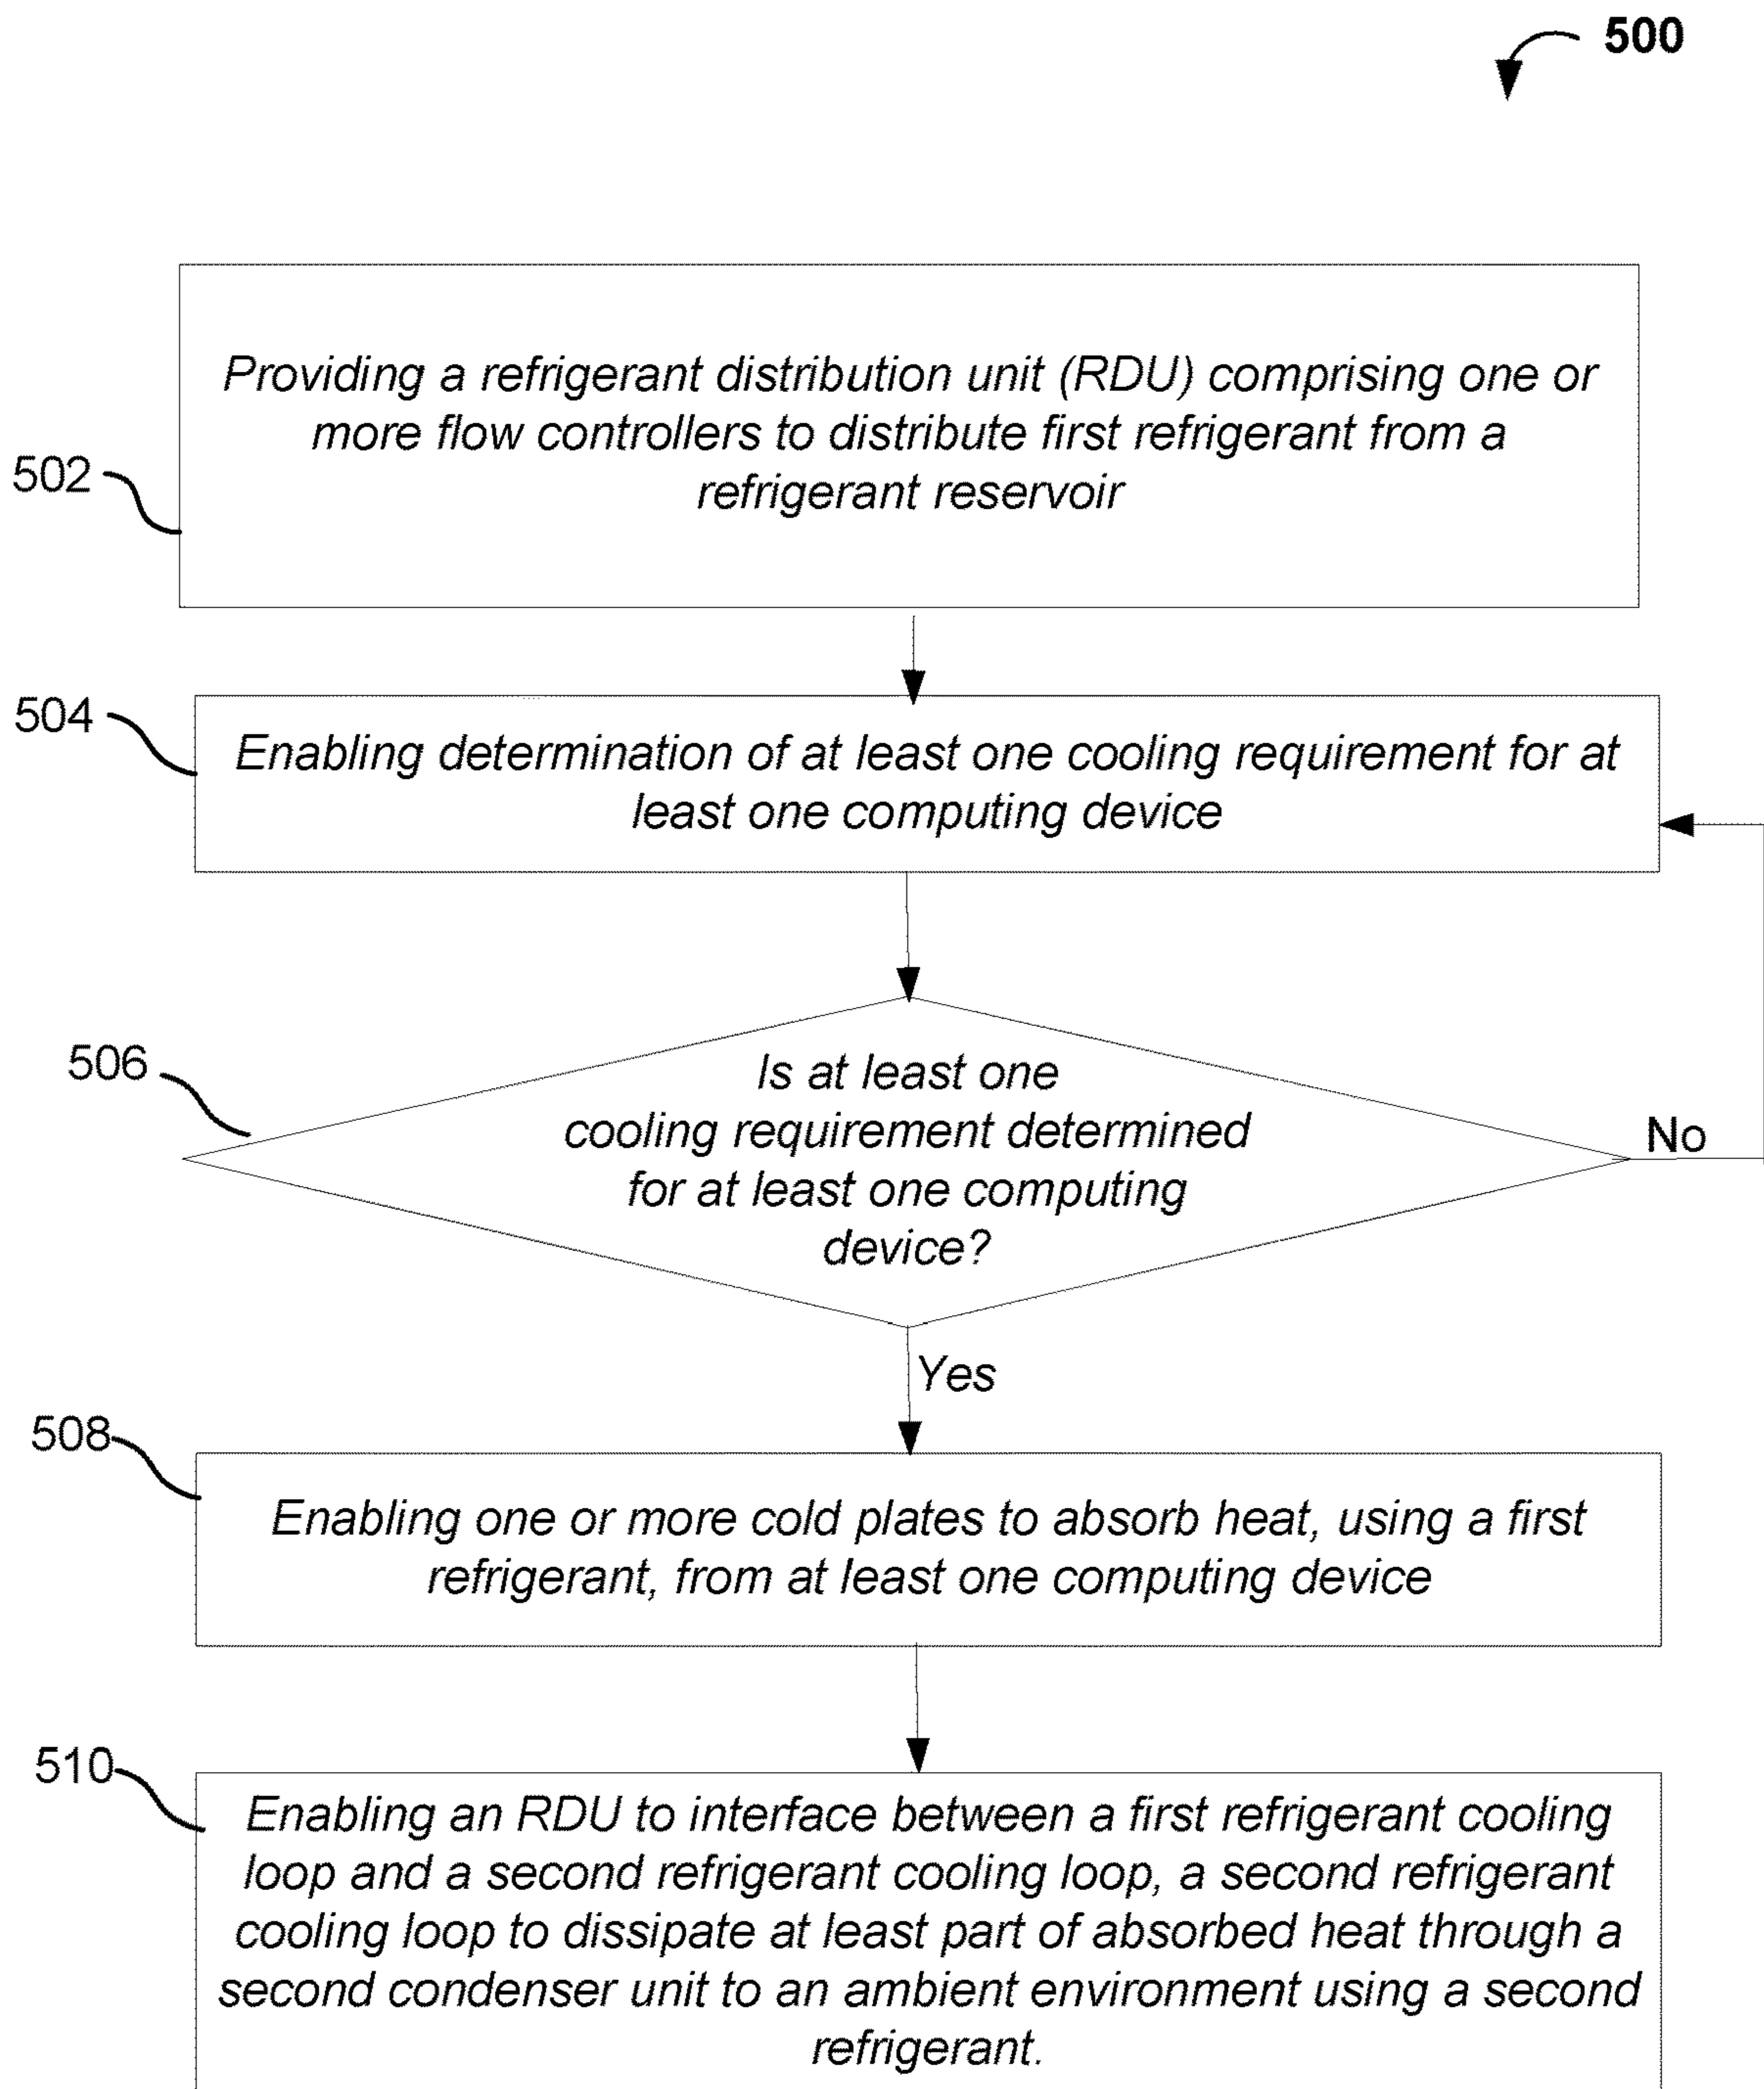 500
Providing a refrigerant distribution unit (RDU) comprising one or
more flow controllers to distribute first refrigerant from a
refrigerant reservoir
502
504
Enabling determination of at least one cooling requirement for at
least one computing device
506
Is at least one
cooling requirement determined
for at least one computing
device?
No
Yes
508
Enabling one or more cold plates to absorb heat, using a first
refrigerant, from at least one computing device
510
Enabling an RDU to interface between a first refrigerant cooling
loop and a second refrigerant cooling loop, a second refrigerant
cooling loop to dissipate at least part of absorbed heat through a
second condenser unit to an ambient environment using a second
refrigerant.